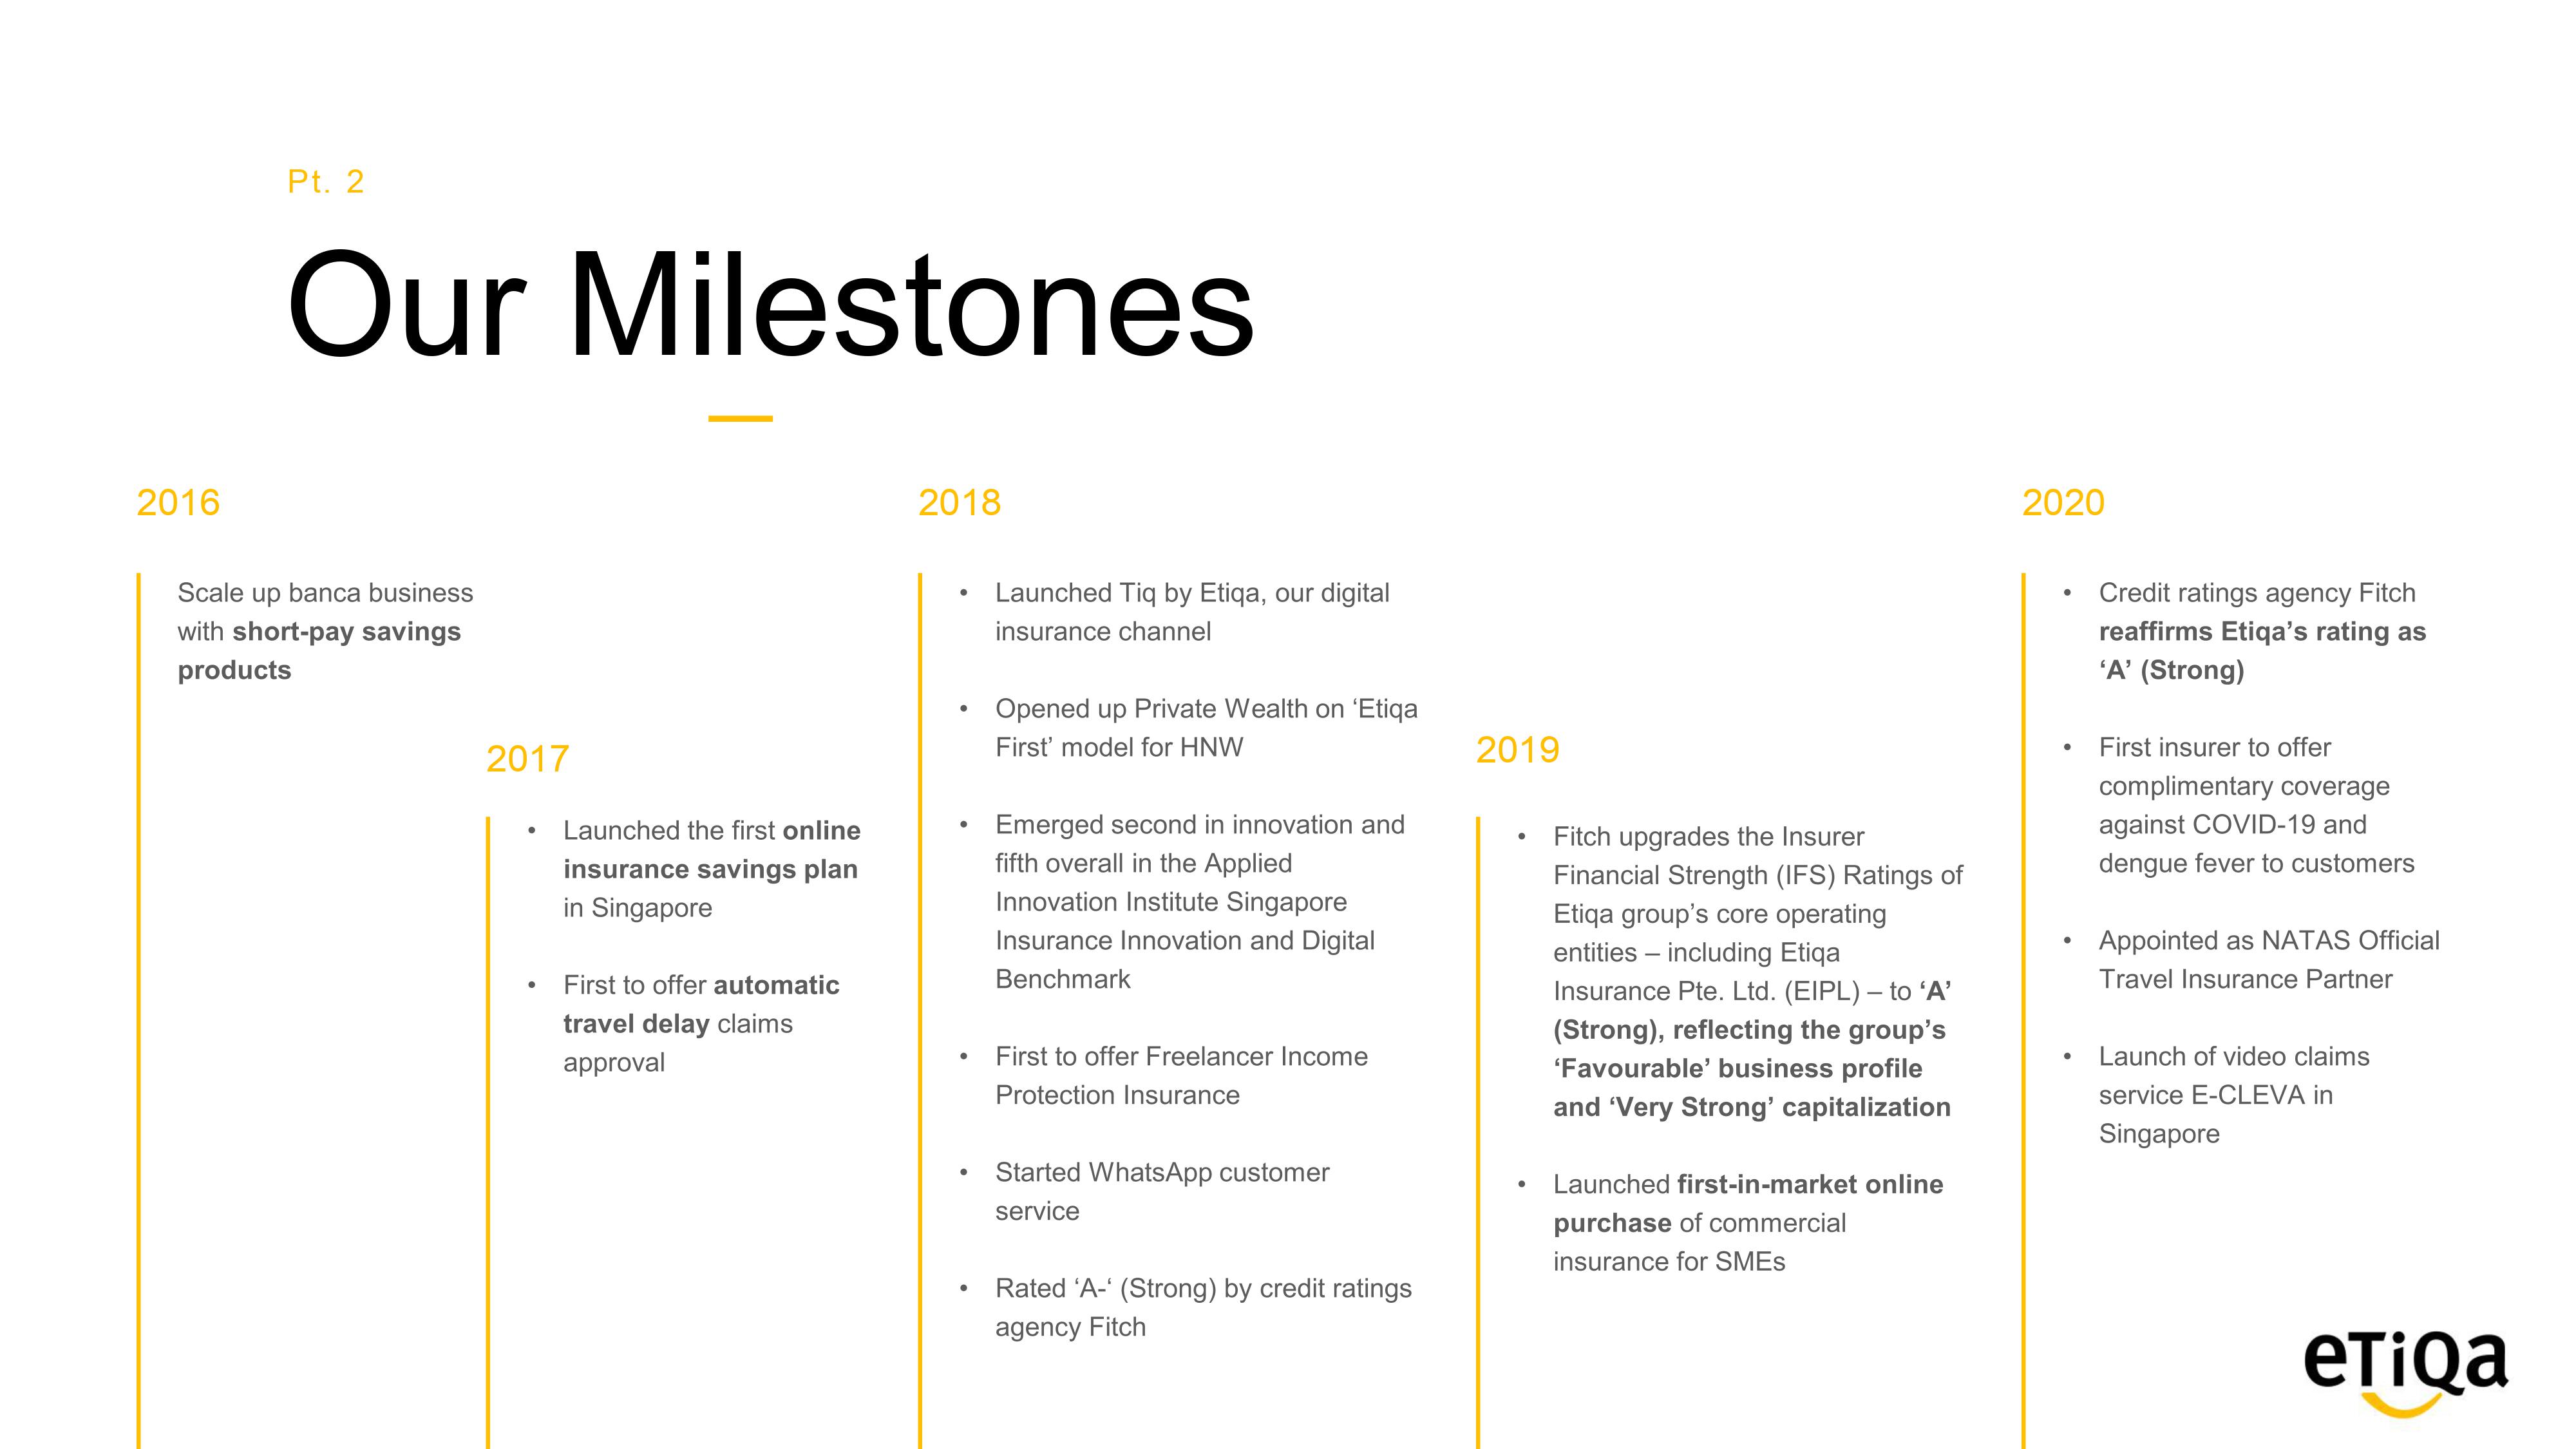 Pt. 2
Our Milestones
2016
Scale up banca business
with short-pay savings
products
2017
• Launched the first online
insurance savings plan
in Singapore
• First to offer automatic
travel delay claims
approval
2018
• Launched Tiq by Etiqa, our digital
insurance channel
• Opened up Private Wealth on ‘Etiqa
First’ model for HNW
• Emerged second in innovation and
fifth overall in the Applied
Innovation Institute Singapore
Insurance Innovation and Digital
Benchmark
• First to offer Freelancer Income
Protection Insurance
• Started WhatsApp customer
service
• Rated ‘A-‘ (Strong) by credit ratings
agency Fitch
2019
• Fitch upgrades the Insurer
Financial Strength (IFS) Ratings of
Etiqa group’s core operating
entities – including Etiqa
Insurance Pte. Ltd. (EIPL) – to ‘A’
(Strong), reflecting the group’s
‘Favourable’ business profile
and ‘Very Strong’ capitalization
• Launched first-in-market online
purchase of commercial
insurance for SMEs
2020
• Credit ratings agency Fitch
reaffirms Etiqa’s rating as
‘A’ (Strong)
• First insurer to offer
complimentary coverage
against COVID-19 and
dengue fever to customers
• Appointed as NATAS Official
Travel Insurance Partner
• Launch of video claims
service E-CLEVA in
Singapore
eTiQa